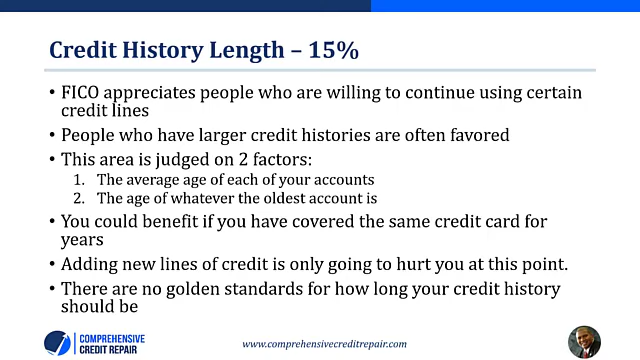 Credit History Length – 15%
• FICO appreciates people who are willing to continue using certain
credit lines
• People who have larger credit histories are often favored
• This area is judged on 2 factors:
1. The average age of each of your accounts
2. The age of whatever the oldest account is
• You could benefit if you have covered the same credit card for
years
• Adding new lines of credit is only going to hurt you at this point.
• There are no golden standards for how long your credit history
should be
COMPREHENSIVE
CREDIT REPAIR
www.comprehensivecreditrepair.com